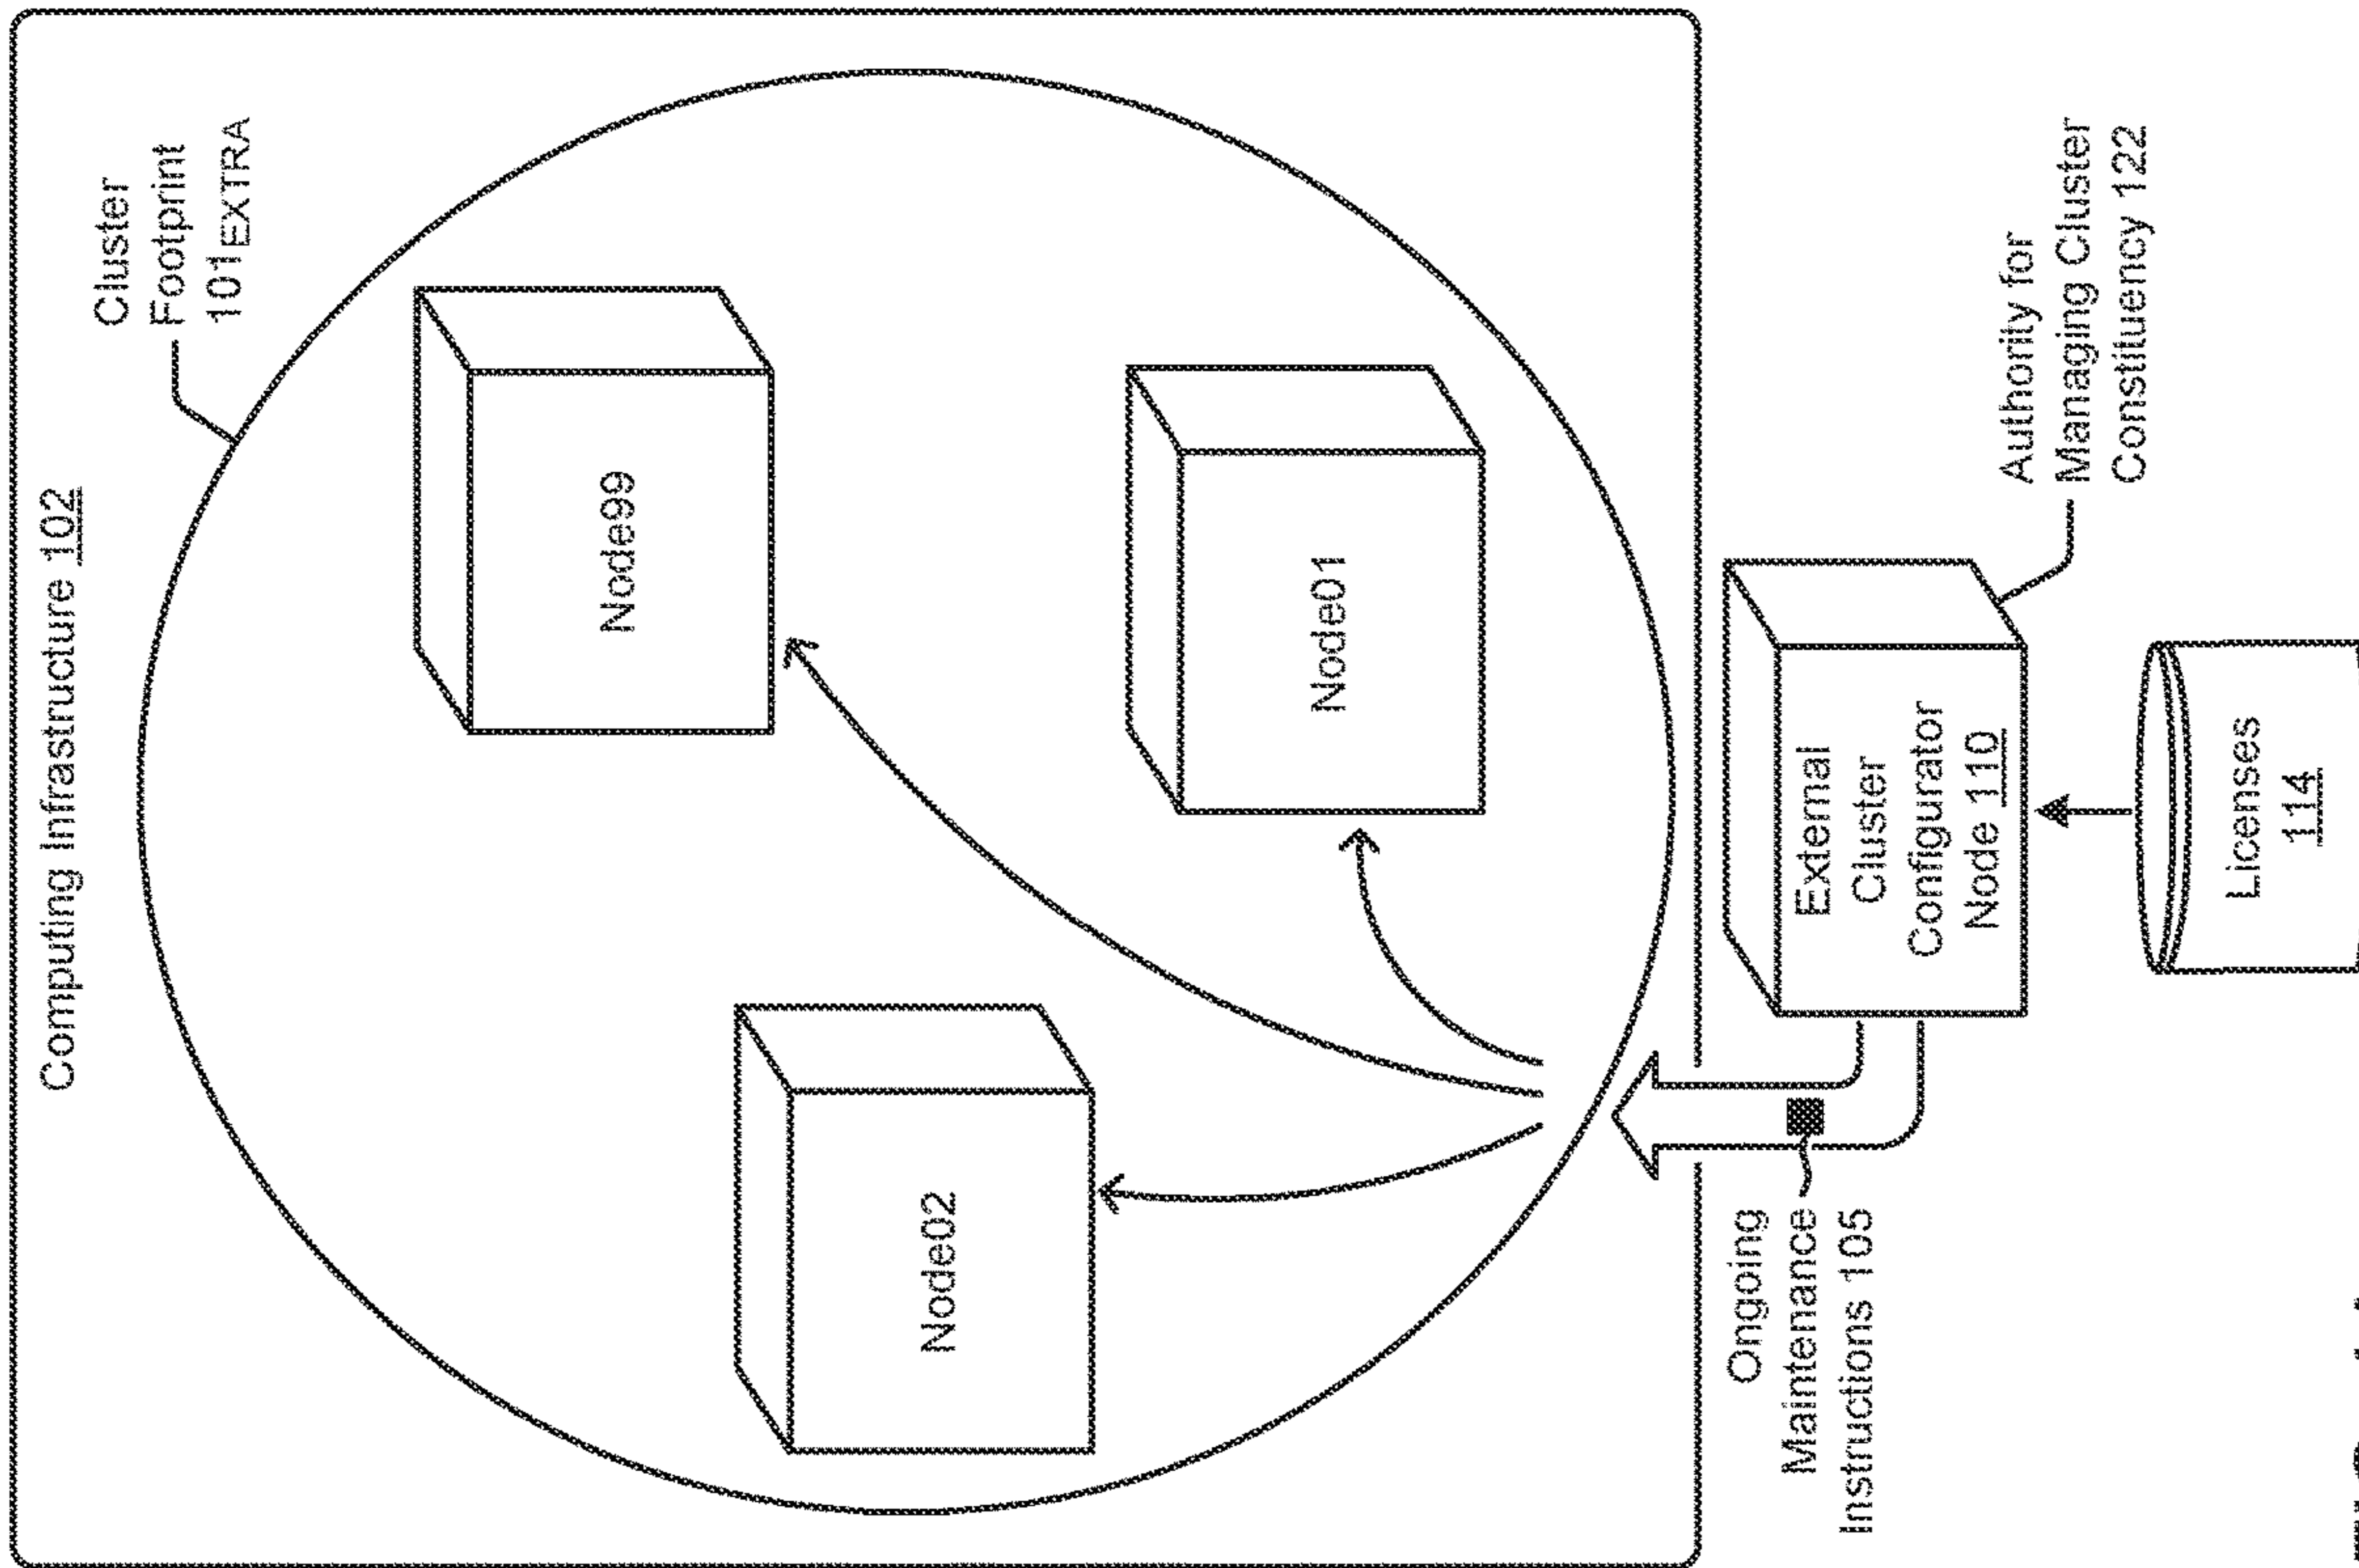 Computing Infrastructure 102
Cluster
Footprint
101EXTRA
Node99
Node02
Node01
Ongoing
Maintenance
Instructions 105
External
Cluster
Configurator
Node 110
Authority for
Managing Cluster
Constituency 122
Licenses
114